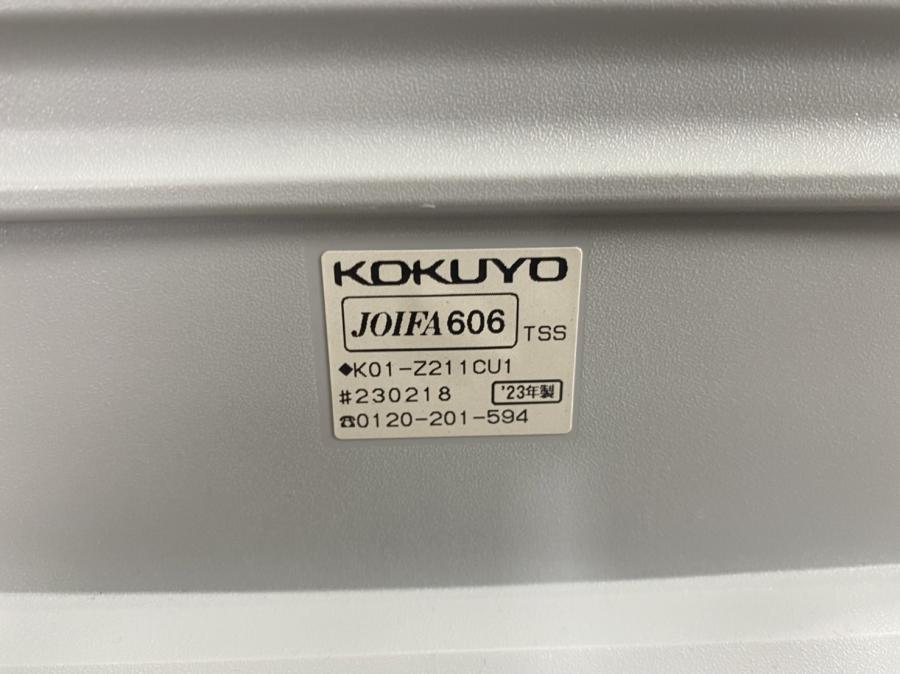 KOKUYO
JOIFA606 TSS
◆K01-Z211CU1
#230218 '23年製
☎0120-201-594